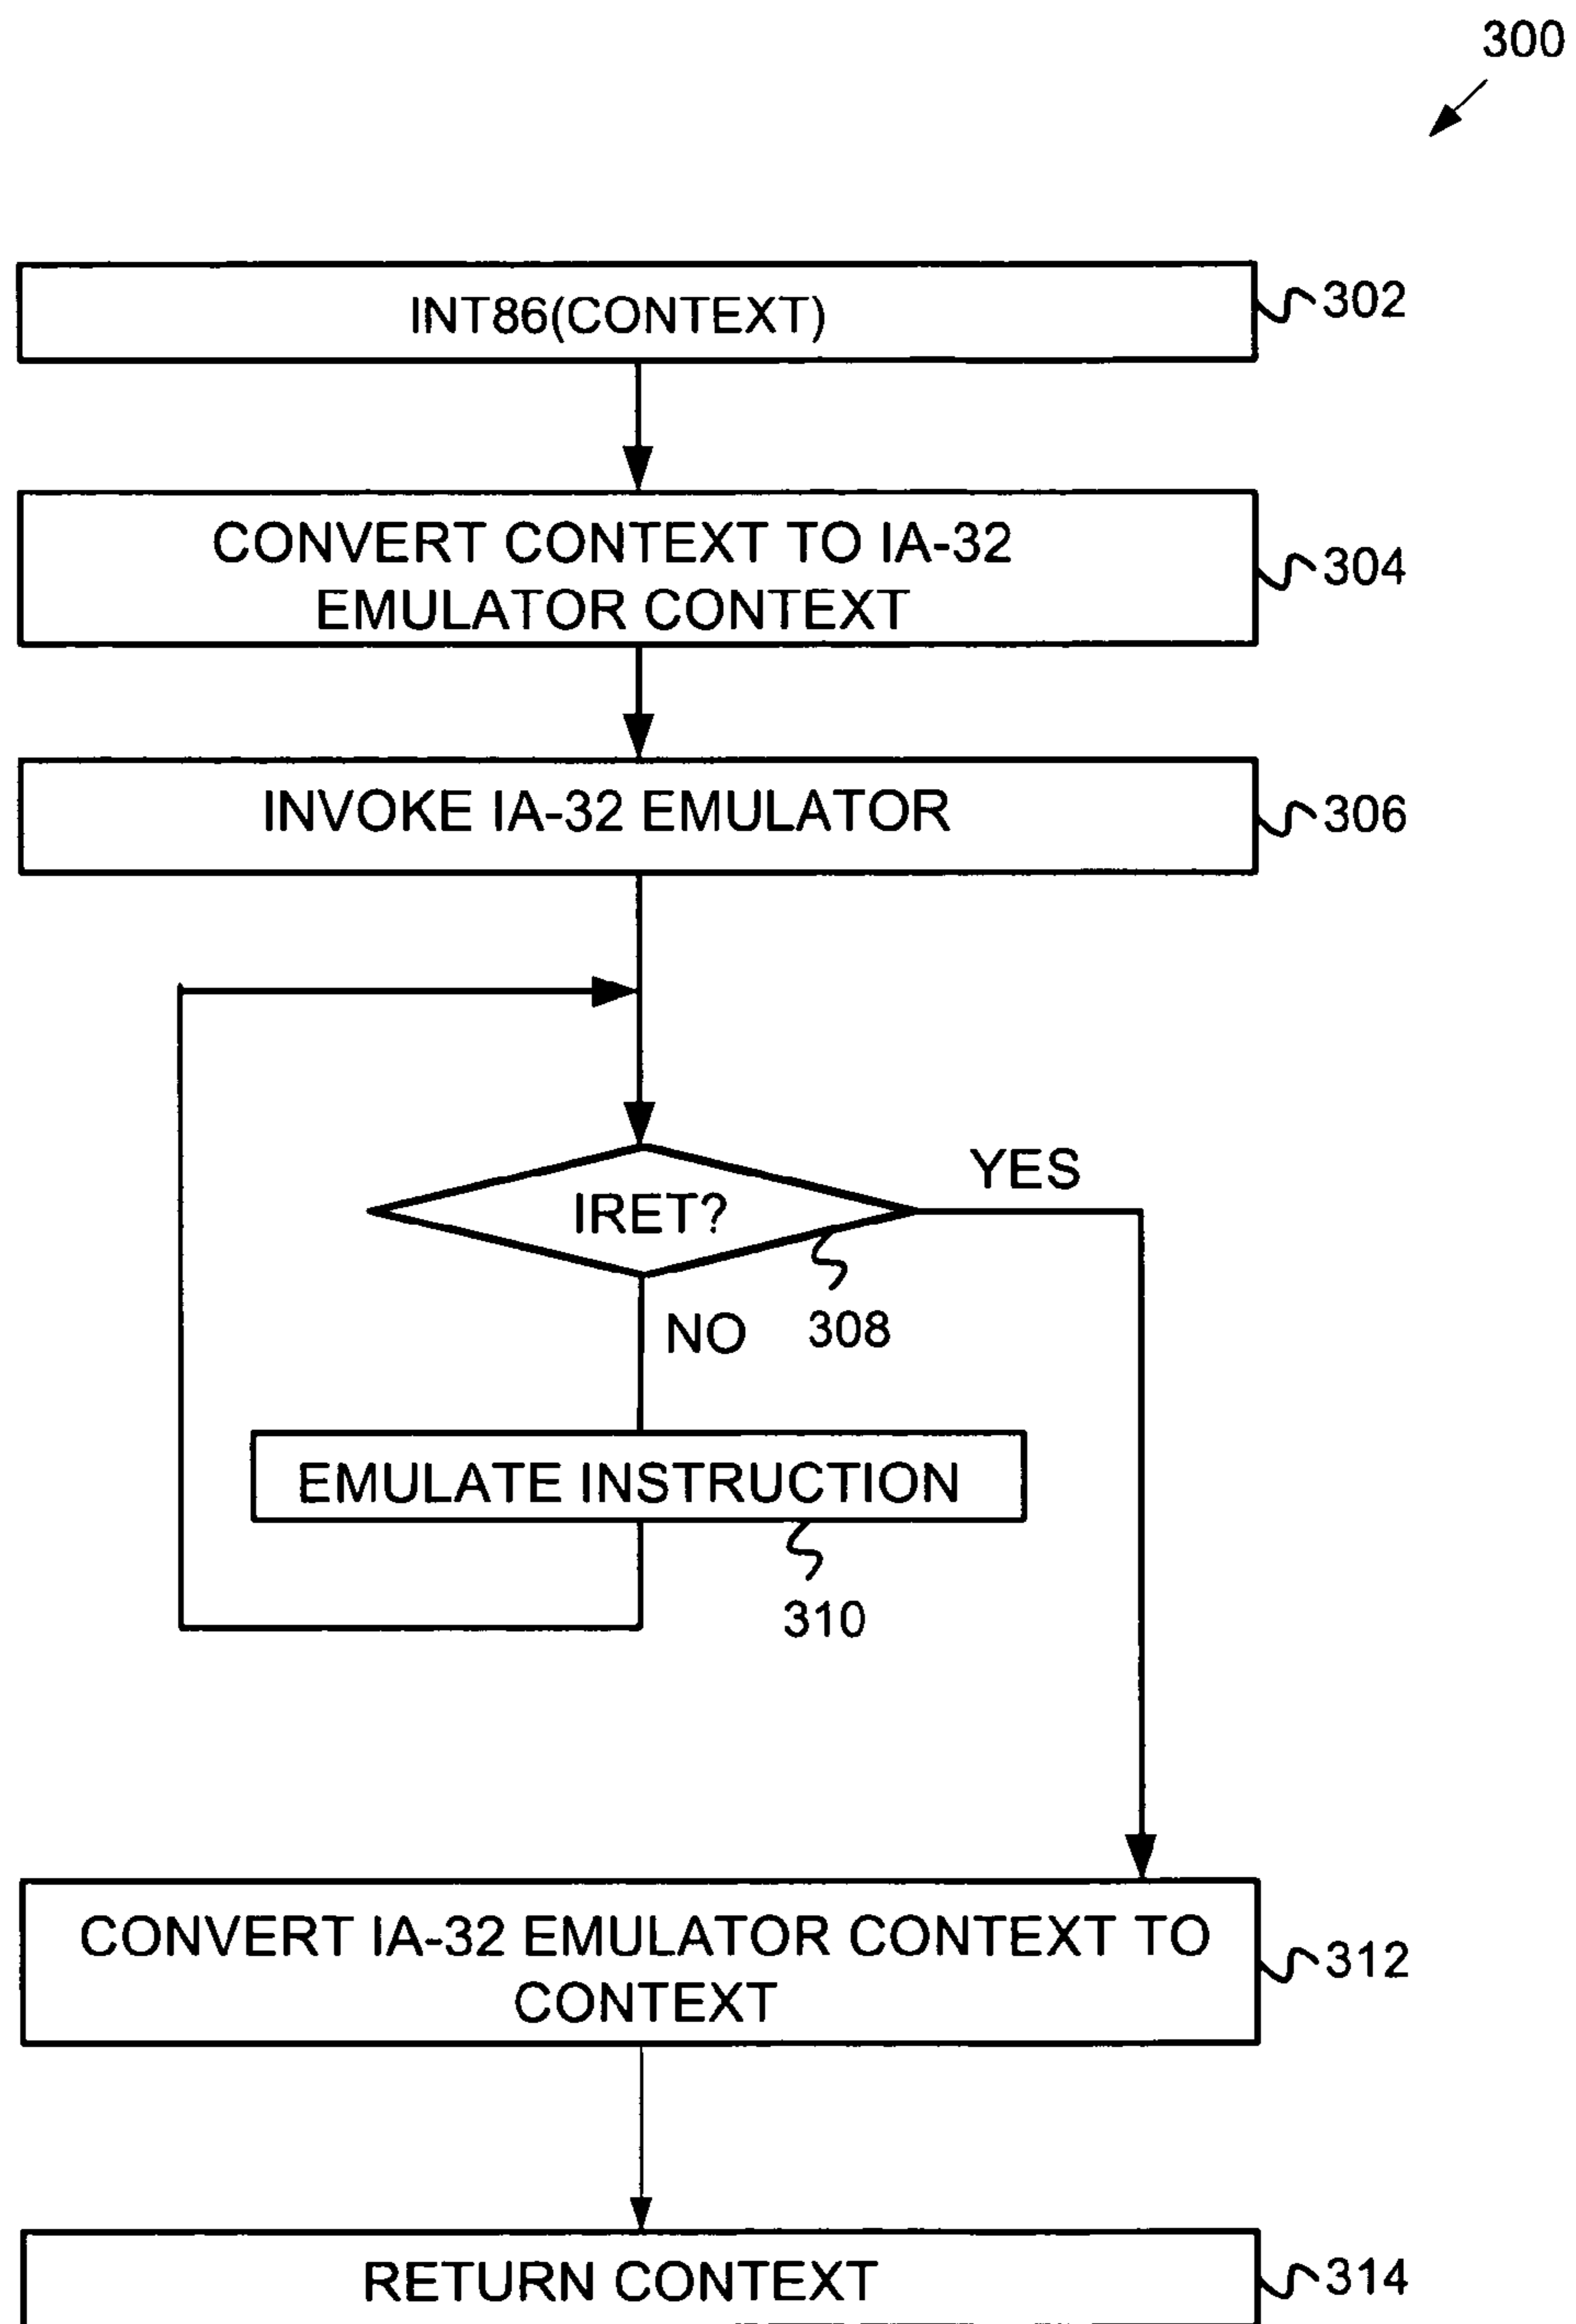 300
INT86(CONTEXT)
302
CONVERT CONTEXT TO IA-32
EMULATOR CONTEXT
304
INVOKE IA-32 EMULATOR
306
YES
IRET?
NO
308
EMULATE INSTRUCTION
310
CONVERT IA-32 EMULATOR CONTEXT TO
CONTEXT
312
RETURN CONTEXT
314